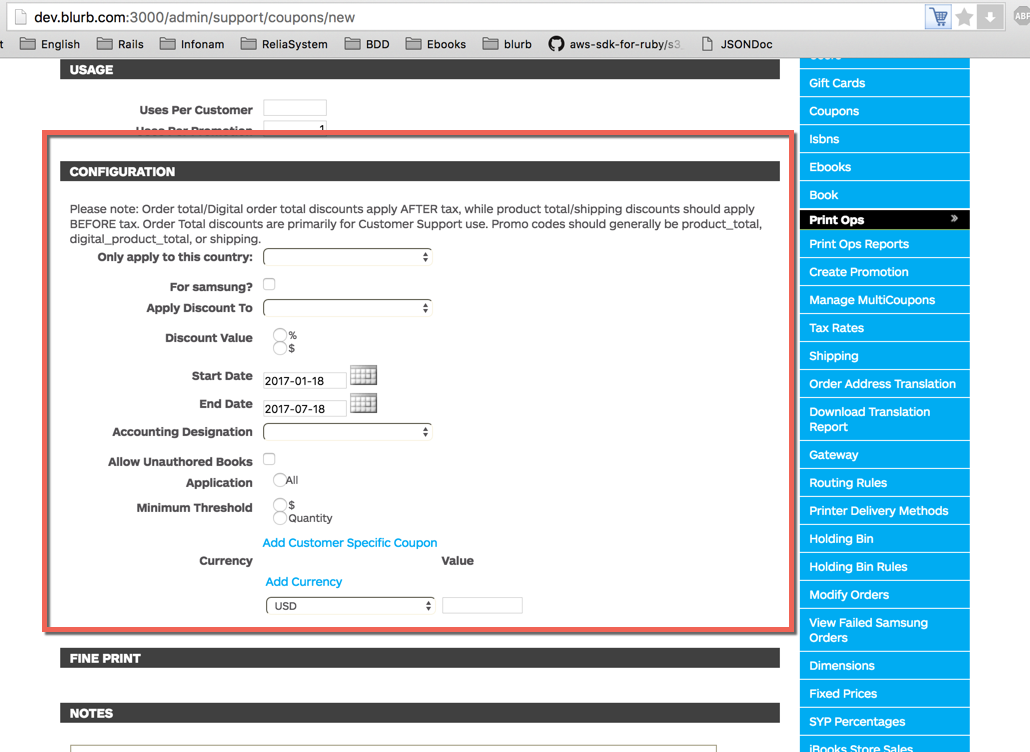 dev.blurb.com:3000/admin/support/coupons/new
ABP
t English Rails Infonam ReliaSystem BDD Ebooks blurb aws-sdk-for-ruby/s3 JSONDoc
USAGE
Uses Per Customer
Uses Per Promotion 1
CONFIGURATION
Please note: Order total/Digital order total discounts apply AFTER tax, while product total/shipping discounts should apply
BEFORE tax. Order Total discounts are primarily for Customer Support use. Promo codes should generally be product_total,
digital_product_total, or shipping.
Only apply to this country:
For samsung?
Apply Discount To
Discount Value %
$
Start Date 2017-01-18
End Date 2017-07-18
Accounting Designation
Allow Unauthored Books
Application All
Minimum Threshold $
Quantity
Add Customer Specific Coupon
Currency Value
Add Currency
USD
FINE PRINT
NOTES
Users
Gift Cards
Coupons
Isbns
Ebooks
Book
Print Ops »
Print Ops Reports
Create Promotion
Manage MultiCoupons
Tax Rates
Shipping
Order Address Translation
Download Translation
Report
Gateway
Routing Rules
Printer Delivery Methods
Holding Bin
Holding Bin Rules
Modify Orders
View Failed Samsung
Orders
Dimensions
Fixed Prices
SYP Percentages
iBooks Store Sales